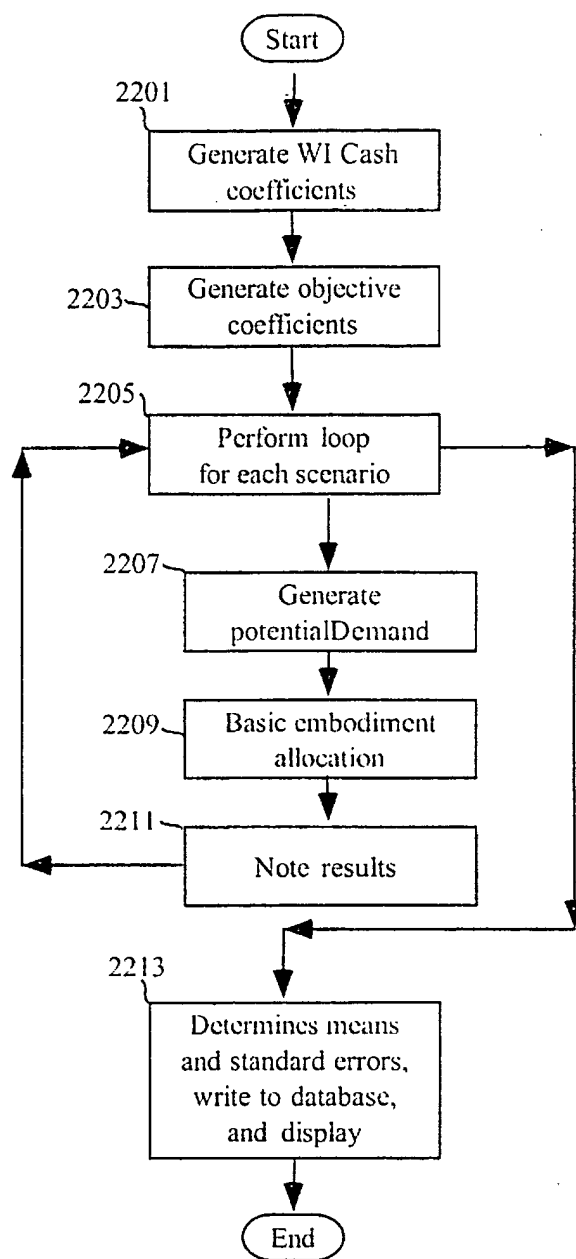 Start
2201
Generate WI Cash
coefficients
2203
Generate objective
coefficients
2205
Perform loop
for each scenario
2207
Generate
potentialDemand
2209
Basic embodiment
allocation
2211
Note results
2213
Determines means
and standard errors,
write to database,
and display
End